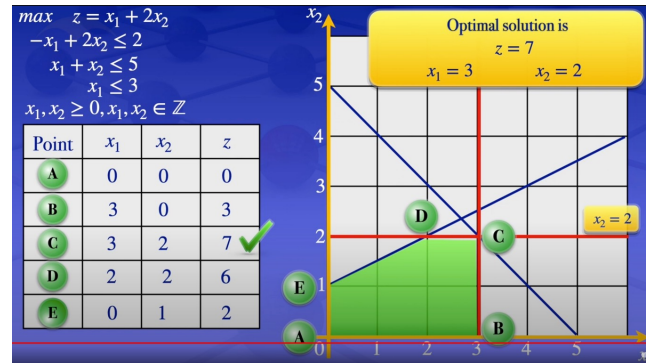 max z = x₁ + 2x₂
−x₁ + 2x₂ ≤ 2
x₁ + x₂ ≤ 5
x₁ ≤ 3
x₁, x₂ ≥ 0, x₁, x₂ ∈ ℤ
Point x₁ x₂ z
A 0 0 0
B 3 0 3
C 3 2 7
D 2 2 6
E 0 1 2
x₂
Optimal solution is
z = 7
x₁ = 3 x₂ = 2
5
4
3
D
2
C
x₂ = 2
E
1
A
B
0 1 2 3 4 5